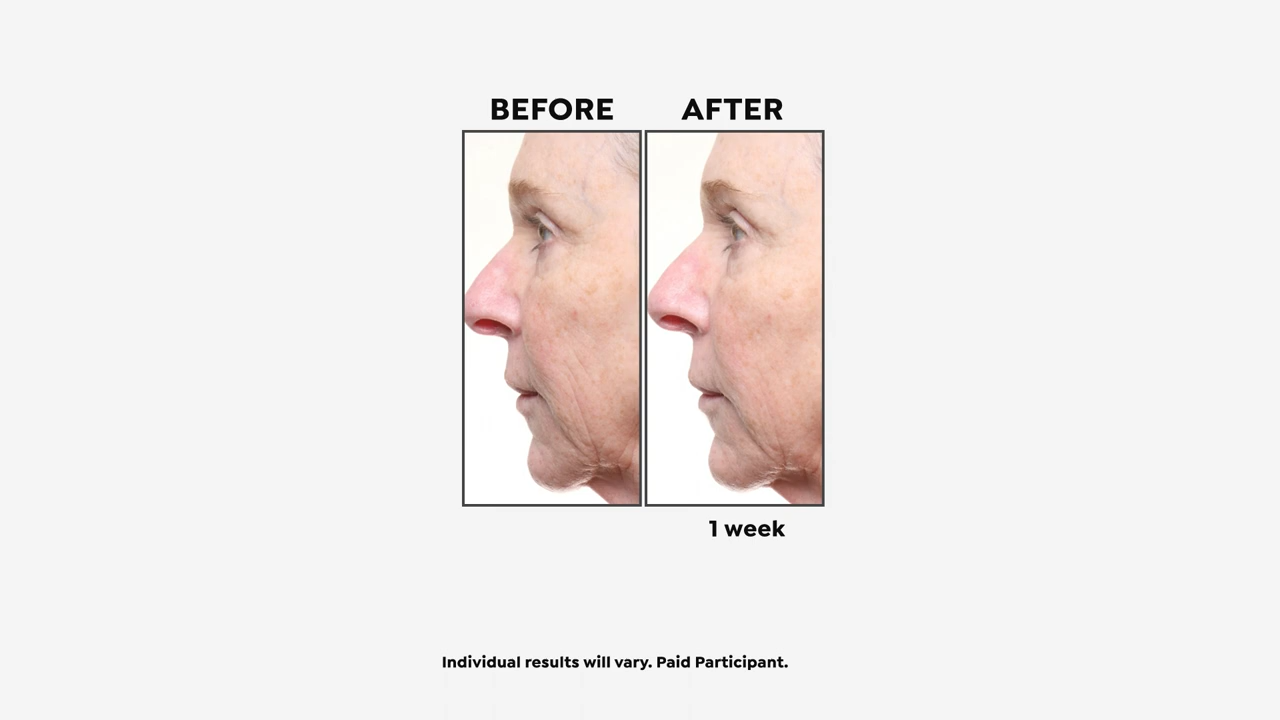 BEFORE AFTER
1 week
Individual results will vary. Paid Participant.